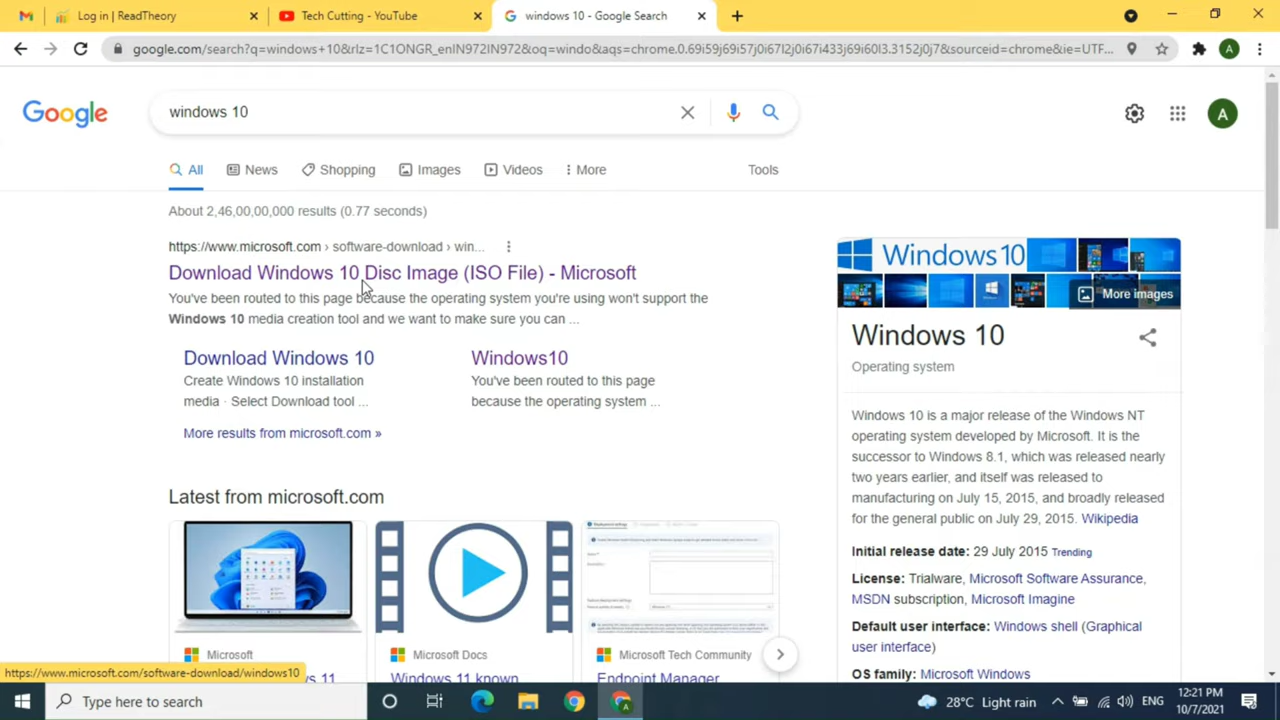 Log in | ReadTheory
Tech Cutting - YouTube
windows 10 - Google Search
google.com/search?q=windows+10&rlz=1C1ONGR_enIN972IN972&oq=windo&aqs=chrome.0.69i59j69i57j0i67l2j0i67i433j69i60l3.3152j0j7&sourceid=chrome&ie=UTF...
A
Google
windows 10
A
All
News
Shopping
Images
Videos
More
Tools
About 2,46,00,00,000 results (0.77 seconds)
https://www.microsoft.com › software-download › win...
Download Windows 10 Disc Image (ISO File) - Microsoft
You've been routed to this page because the operating system you're using won't support the
Windows 10 media creation tool and we want to make sure you can ...
Download Windows 10
Create Windows 10 installation
media · Select Download tool ...
Windows10
You've been routed to this page
because the operating system ...
More results from microsoft.com »
Latest from microsoft.com
Microsoft
Microsoft Docs
Windows 11 known
Microsoft Tech Community
Endpoint Manager
Windows 10
More images
Windows 10
Operating system
Windows 10 is a major release of the Windows NT
operating system developed by Microsoft. It is the
successor to Windows 8.1, which was released nearly
two years earlier, and itself was released to
manufacturing on July 15, 2015, and broadly released
for the general public on July 29, 2015. Wikipedia
Initial release date: 29 July 2015 Trending
License: Trialware, Microsoft Software Assurance,
MSDN subscription, Microsoft Imagine
Default user interface: Windows shell (Graphical
user interface)
OS family: Microsoft Windows
https://www.microsoft.com/software-download/windows10
11
Type here to search
A
28°C Light rain
ENG
12:21 PM
10/7/2021